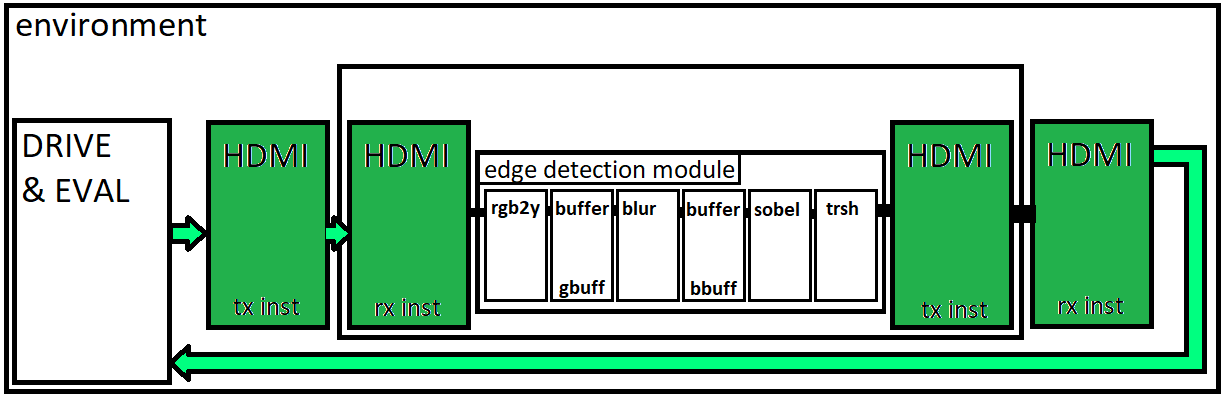 environment
DRIVE
& EVAL
HDMI
tx inst
HDMI
rx inst
edge detection module
rgb2y
buffer
gbuff
blur
buffer
bbuff
sobel
trsh
HDMI
tx inst
HDMI
rx inst